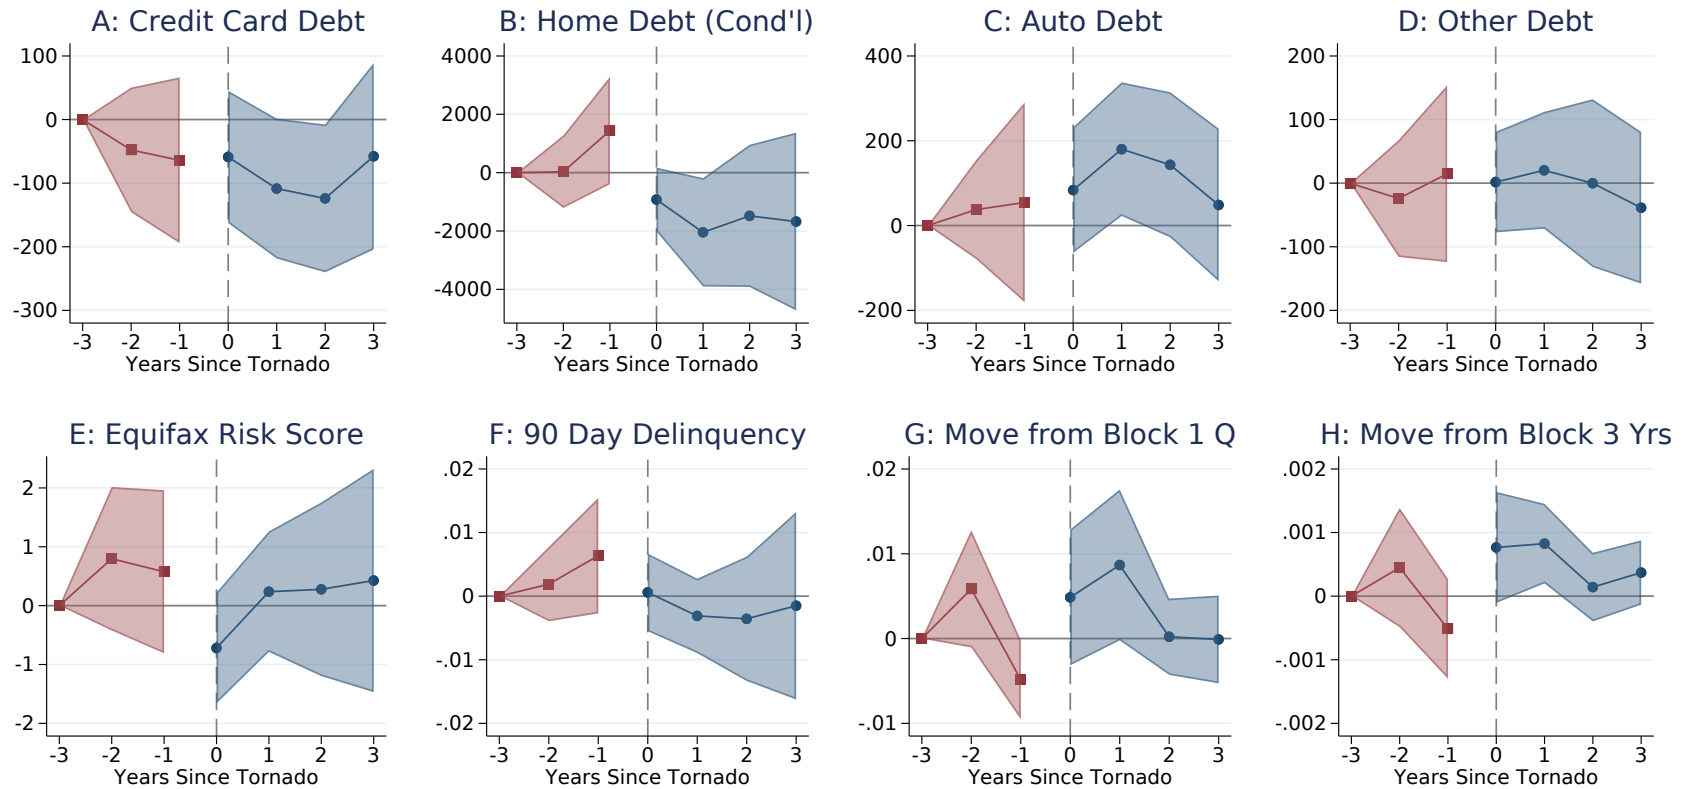 A: Credit Card Debt
100
0
-100
-200
-300
-3 -2 -1 0 1 2 3
Years Since Tornado
B: Home Debt (Cond'l)
4000
2000
0
-2000
-4000
-3 -2 -1 0 1 2 3
Years Since Tornado
C: Auto Debt
400
200
0
-200
-3 -2 -1 0 1 2 3
Years Since Tornado
D: Other Debt
200
100
0
-100
-200
-3 -2 -1 0 1 2 3
Years Since Tornado
E: Equifax Risk Score
2
1
0
-1
-2
-3 -2 -1 0 1 2 3
Years Since Tornado
F: 90 Day Delinquency
.02
.01
0
-.01
-.02
-3 -2 -1 0 1 2 3
Years Since Tornado
G: Move from Block 1 Q
.02
.01
0
-.01
-3 -2 -1 0 1 2 3
Years Since Tornado
H: Move from Block 3 Yrs
.002
.001
0
-.001
-.002
-3 -2 -1 0 1 2 3
Years Since Tornado